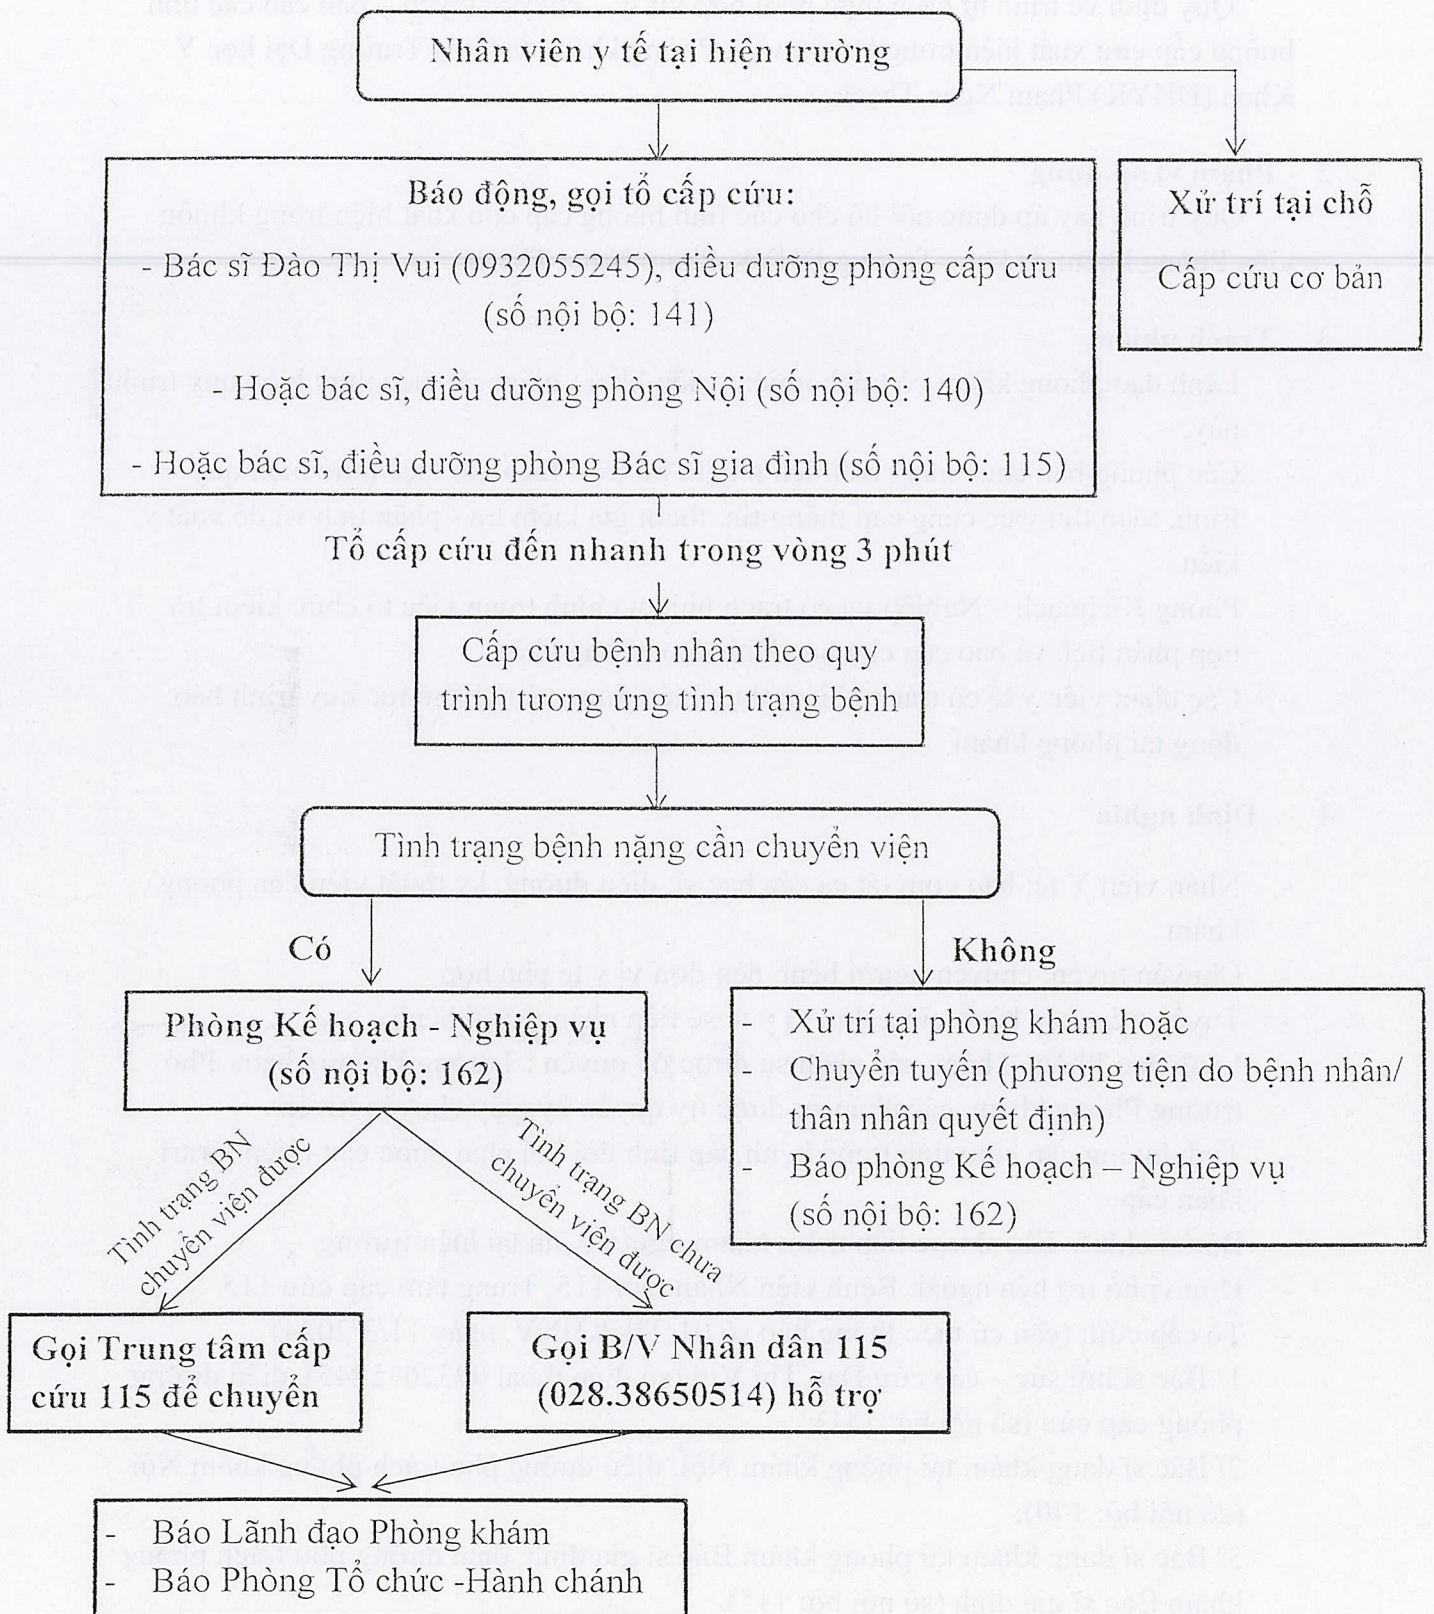 Nhân viên y tế tại hiện trường
Báo động, gọi tổ cấp cứu:
- Bác sĩ Đào Thị Vui (0932055245), điều dưỡng phòng cấp cứu
(số nội bộ: 141)
- Hoặc bác sĩ, điều dưỡng phòng Nội (số nội bộ: 140)
- Hoặc bác sĩ, điều dưỡng phòng Bác sĩ gia đình (số nội bộ: 115)
Xử trí tại chỗ
Cấp cứu cơ bản
Tổ cấp cứu đến nhanh trong vòng 3 phút
Cấp cứu bệnh nhân theo quy
trình tương ứng tình trạng bệnh
Tình trạng bệnh nặng cần chuyển viện
Có
Không
Phòng Kế hoạch - Nghiệp vụ
(số nội bộ: 162)
- Xử trí tại phòng khám hoặc
- Chuyển tuyến (phương tiện do bệnh nhân/
thân nhân quyết định)
- Báo phòng Kế hoạch – Nghiệp vụ
(số nội bộ: 162)
Tình trạng BN
chuyển viện được
Tình trạng BN chưa
chuyển viện được
Gọi Trung tâm cấp
cứu 115 để chuyển
Gọi B/V Nhân dân 115
(028.38650514) hỗ trợ
- Báo Lãnh đạo Phòng khám
- Báo Phòng Tổ chức -Hành chánh